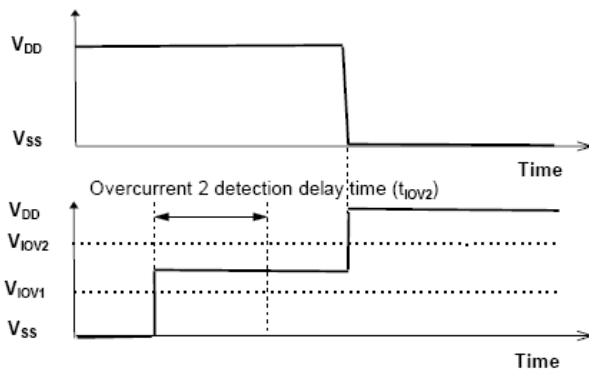 VDD
VSS
Time
Overcurrent 2 detection delay time (tIOV2)
VDD
VIOV2
VIOV1
VSS
Time